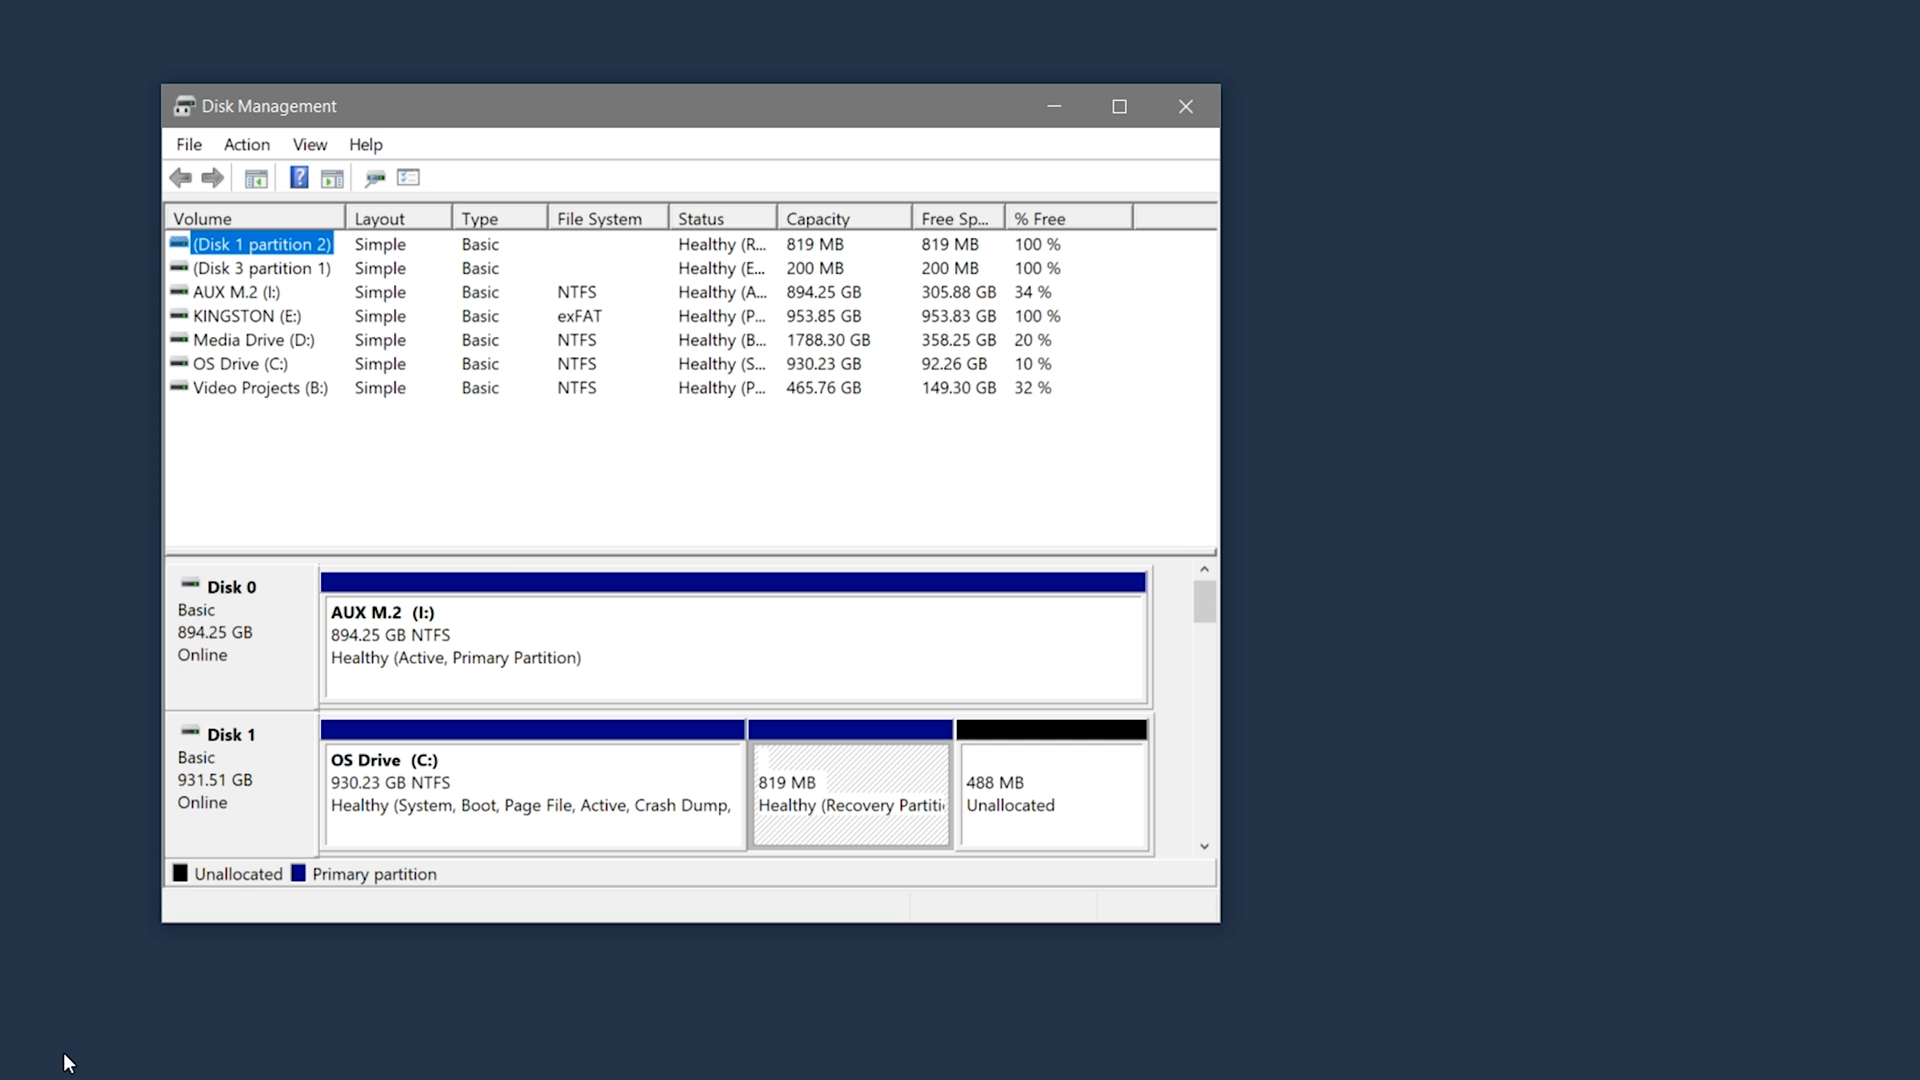 Disk Management
File Action View Help
Volume Layout Type File System Status Capacity Free Sp... % Free
(Disk 1 partition 2) Simple Basic Healthy (R... 819 MB 819 MB 100 %
(Disk 3 partition 1) Simple Basic Healthy (E... 200 MB 200 MB 100 %
AUX M.2 (I:) Simple Basic NTFS Healthy (A... 894.25 GB 305.88 GB 34 %
KINGSTON (E:) Simple Basic exFAT Healthy (P... 953.85 GB 953.83 GB 100 %
Media Drive (D:) Simple Basic NTFS Healthy (B... 1788.30 GB 358.25 GB 20 %
OS Drive (C:) Simple Basic NTFS Healthy (S... 930.23 GB 92.26 GB 10 %
Video Projects (B:) Simple Basic NTFS Healthy (P... 465.76 GB 149.30 GB 32 %
Disk 0
Basic
894.25 GB
Online
AUX M.2 (I:)
894.25 GB NTFS
Healthy (Active, Primary Partition)
Disk 1
Basic
931.51 GB
Online
OS Drive (C:)
930.23 GB NTFS
Healthy (System, Boot, Page File, Active, Crash Dump,
819 MB
Healthy (Recovery Partiti
488 MB
Unallocated
Unallocated Primary partition